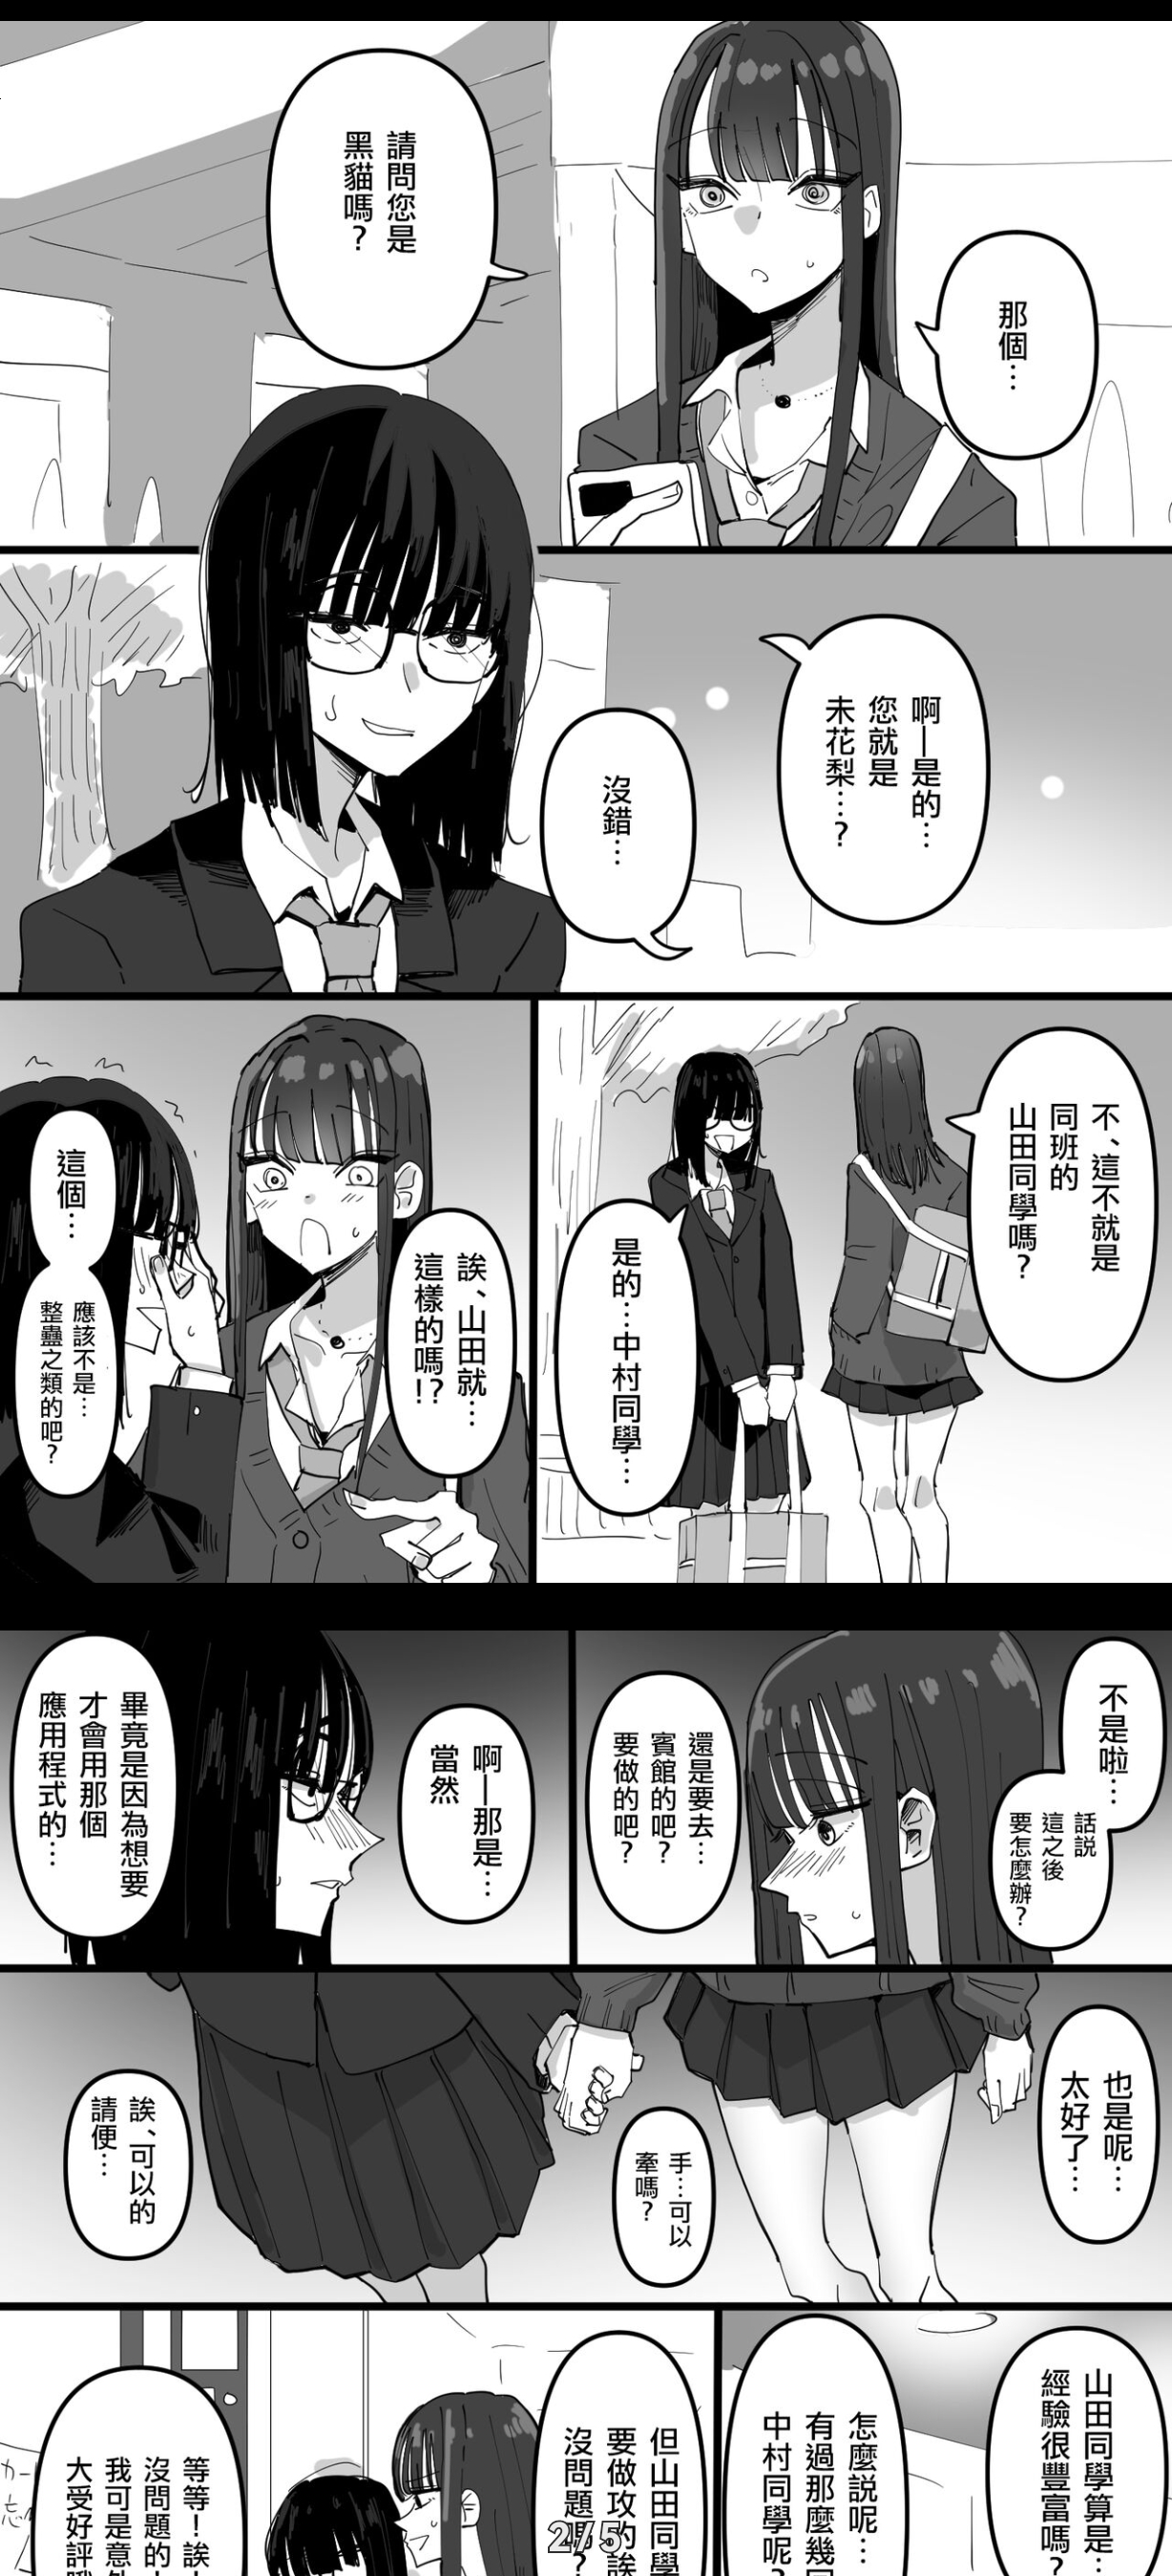 那個…
請問您是
黑貓嗎？
啊—是的…
您就是
未花梨…？
沒錯…
不、這不就是
同班的
山田同學嗎？
是的…中村同學…
誒、山田就…
這樣的嗎!?
這個…
應該不是…
整蠱之類的吧？
不是啦…
話説
這之後
要怎麼辦？
還是要去…
賓館的吧？
要做的吧？
啊—那是…
當然
畢竟是因為想要
才會用那個
應用程式的…
也是呢…
太好了…
手…可以
牽嗎？
誒、可以的
請便…
山田同學算是…
經驗很豐富嗎？
怎麼説呢…
有過那麼幾
中村同學呢？
但山田同學
要做攻的誒
沒問題嗎？
等等！誒
沒問題的
我可是意外
大受好評
カー
忘
2/5